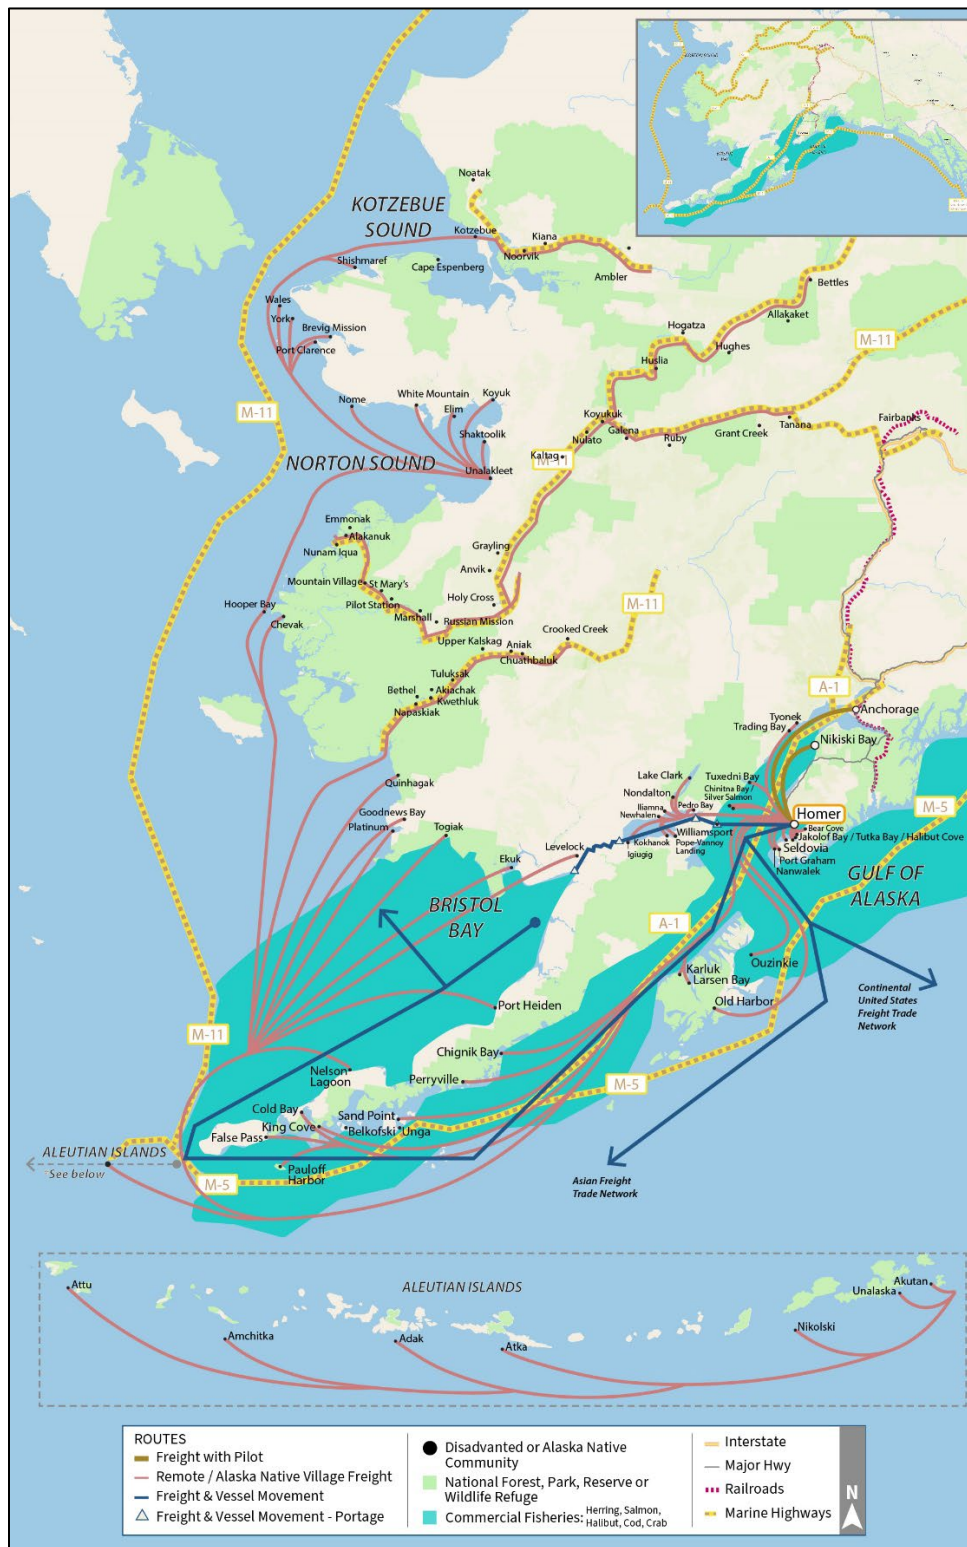 Noatak
KOTZEBUE
SOUND
Kotzebue
Kiana
Noorvik
Ambler
Shishmaref
Cape Espenberg
Bettles
Wales
York
Brevig Mission
Port Clarence
Allakaket
Hogatza
Hughes
M-11
Huslia
M-11
White Mountain
Koyuk
Nome
Elim
Koyukuk
Fairbanks
Shaktoolik
Nulato
Galena
Ruby
Grant Creek
Tanana
NORTON SOUND
Kaltag
M-11
Unalakleet
Emmonak
Alakanuk
Nunam Iqua
Grayling
Anvik
Mountain Village
St Mary's
Pilot Station
Holy Cross
Hooper Bay
Chevak
Marshall
Russian Mission
M-11
Crooked Creek
Upper Kalskag
Aniak
Chuathbaluk
Tuluksak
Bethel
Akiachak
Kwethluk
Napaskiak
A-1
Anchorage
Tyonek
Trading Bay
Nikiski Bay
Quinhagak
Lake Clark
Tuxedni Bay
Nondalton
Chinitna Bay /
Silver Salmon
Goodnews Bay
Platinum
Togiak
Iliamna
Newhalen
Pedro Bay
Homer
M-5
Bear Cove
Jakolof Bay / Tutka Bay / Halibut Cove
Kokhanok
Williamsport
Igiugig
Pope-Vannoy
Landing
Seldovia
Port Graham
Nanwalek
Levelock
Ekuk
GULF OF
ALASKA
BRISTOL
BAY
A-1
Ouzinkie
Karluk
Larsen Bay
Old Harbor
Continental
United States
Freight Trade
Network
Port Heiden
M-11
Chignik Bay
Nelson
Lagoon
Perryville
M-5
Cold Bay
King Cove
Sand Point
Belkofski
Unga
False Pass
ALEUTIAN ISLANDS
*See below
Pauloff
Harbor
M-5
Asian Freight
Trade Network
ALEUTIAN ISLANDS
Attu
Akutan
Unalaska
Amchitka
Adak
Atka
Nikolski
ROUTES
Freight with Pilot
Remote / Alaska Native Village Freight
Freight & Vessel Movement
Freight & Vessel Movement - Portage
Disadvanted or Alaska Native
Community
National Forest, Park, Reserve or
Wildlife Refuge
Commercial Fisheries: Herring, Salmon,
Halibut, Cod, Crab
Interstate
Major Hwy
Railroads
Marine Highways
N